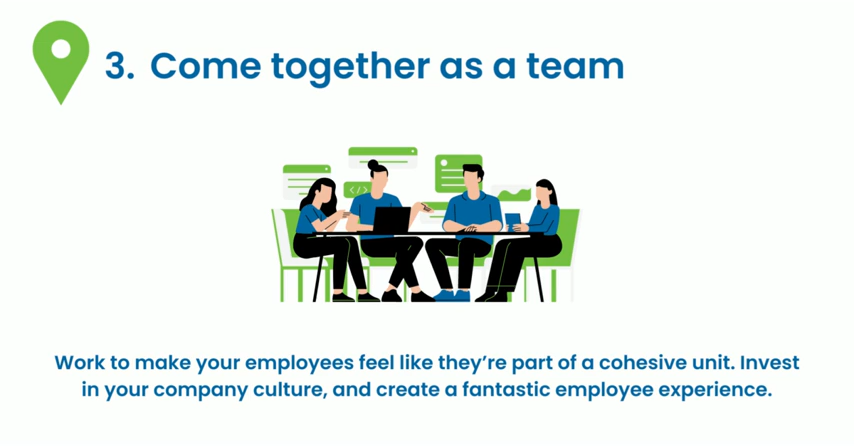 3. Come together as a team
</>
Work to make your employees feel like they’re part of a cohesive unit. Invest
in your company culture, and create a fantastic employee experience.